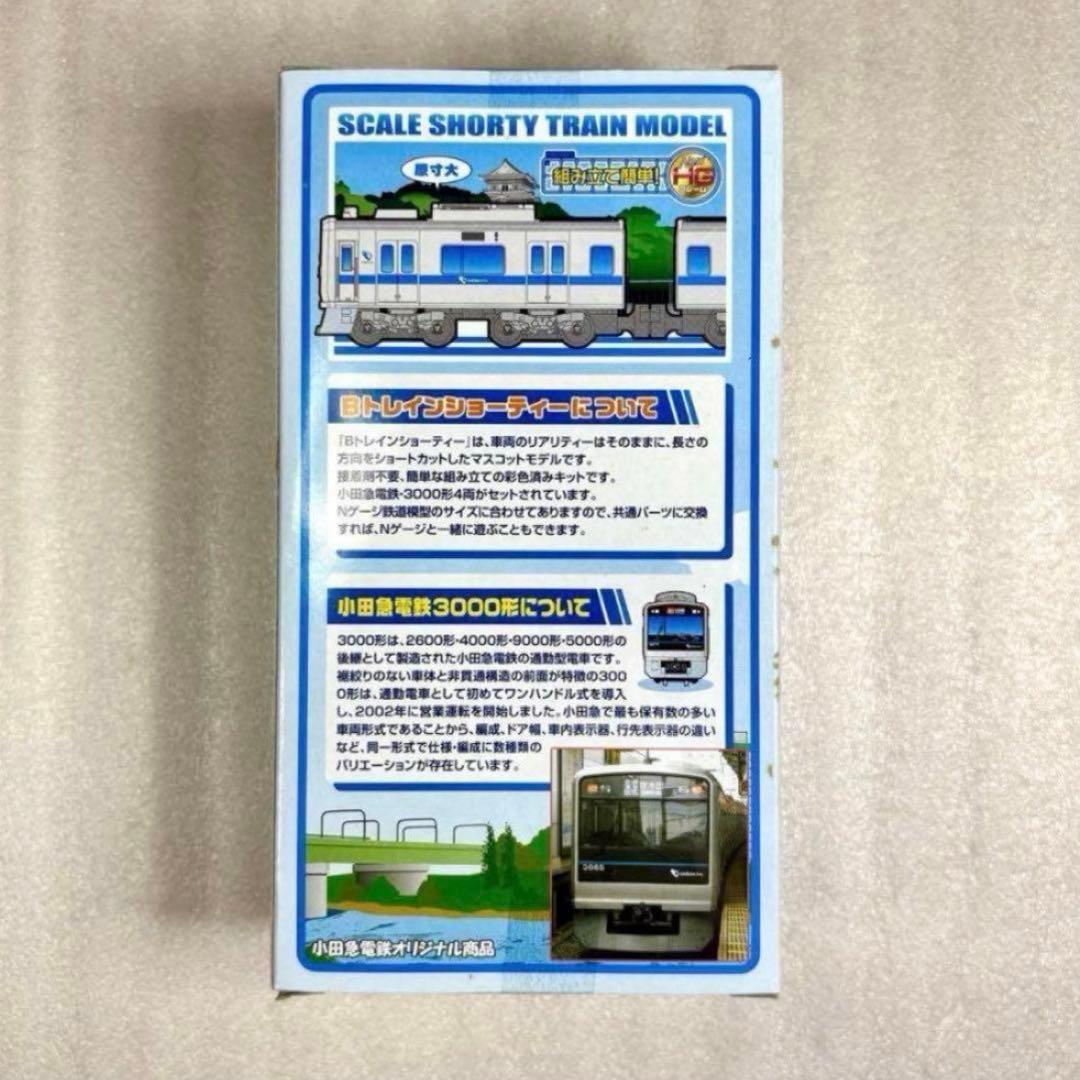 SCALE SHORTY TRAIN MODEL
原寸大
組み立て簡単!
HG
Bトレインショーティーについて
「Bトレインショーティー」は、車両のリアリティーはそのままに、長さの
方向をショートカットしたマスコットモデルです。
接着剤不要、簡単な組み立ての彩色済みキットです。
小田急電鉄・3000形4両がセットされています。
Nゲージ鉄道模型のサイズに合わせてありますので、共通パーツに交換
すれば、Nゲージと一緒に遊ぶこともできます。
小田急電鉄3000形について
3000形は、2600形・4000形・9000形・5000形の
後継として製造された小田急電鉄の通勤型電車です。
裾絞りのない車体と非貫通構造の前面が特徴の300
0形は、通勤電車として初めてワンハンドル式を導入
し、2002年に営業運転を開始しました。小田急で最も保有数の多い
車両形式であることから、編成、ドア幅、車内表示器、行先表示器の違い
など、同一形式で仕様・編成に数種類の
バリエーションが存在しています。
小田急電鉄オリジナル商品